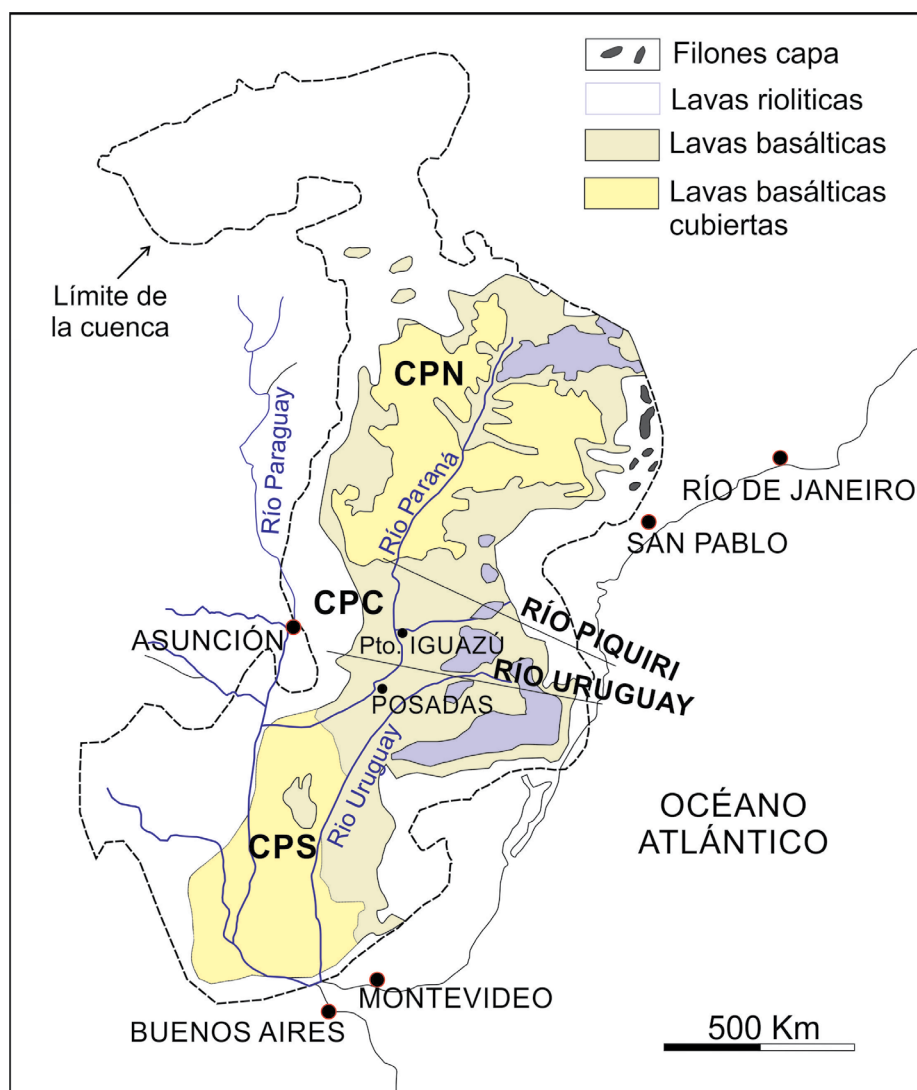 Filones capa
Lavas rioliticas
Lavas basálticas
Lavas basálticas
cubiertas
Límite de
la cuenca
CPN
Río Paraguay
Río Paraná
RÍO DE JANEIRO
SAN PABLO
CPC
ASUNCIÓN
Pto. IGUAZÚ
RÍO PIQUIRI
RÍO URUGUAY
POSADAS
Rio Uruguay
OCÉANO
ATLÁNTICO
CPS
MONTEVIDEO
BUENOS AIRES
500 Km